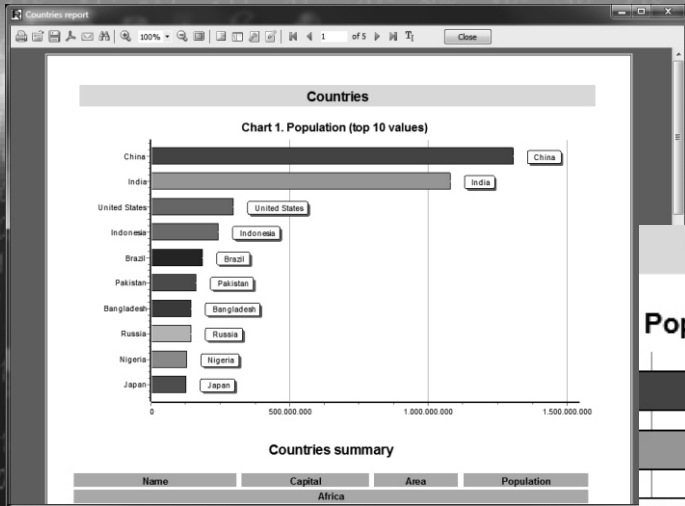 Countries report
100%
1 of 5
Close
Countries
Chart 1. Population (top 10 values)
China China
India India
United States United States
Indonesia Indonesia
Brazil Brazil
Pakistan Pakistan
Bangladesh Bangladesh
Russia Russia
Nigeria Nigeria
Japan Japan
0 500.000.000 1.000.000.000 1.500.000.000
Countries summary
Name Capital Area Population
Africa
Pop